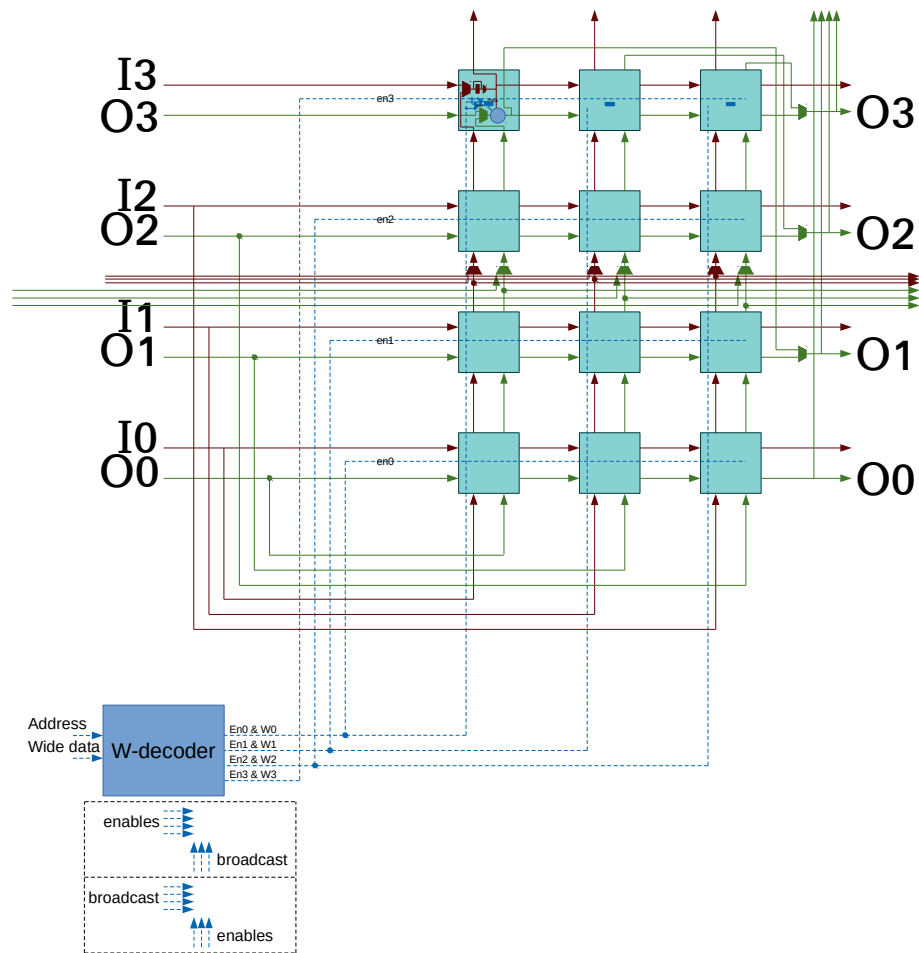 I3
en3
O3
O3
I2
O2
en2
O2
I1
O1
en1
O1
I0
O0
en0
O0
Address
Wide data
W-decoder
En0 & W0
En1 & W1
En2 & W2
En3 & W3
enables
broadcast
broadcast
enables